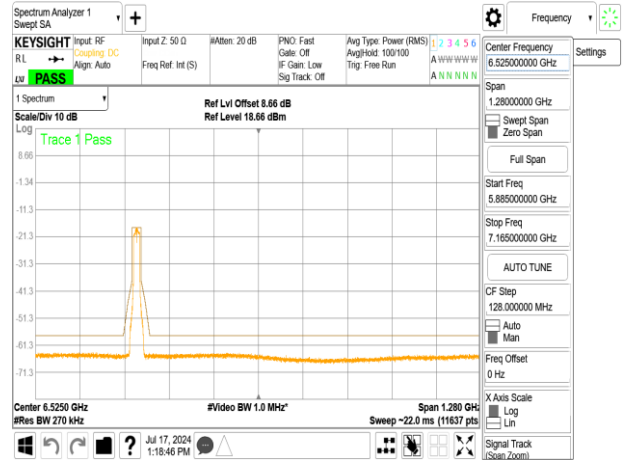 Spectrum Analyzer 1
Swept SA
KEYSIGHT
RL
LW PASS
Input: RF
Coupling: DC
Align: Auto
Input Z: 50 Ω
Freq Ref: Int (S)
#Atten: 20 dB
PNO: Fast
Gate: Off
IF Gain: Low
Sig Track: Off
Avg Type: Power (RMS)
Avg|Hold: 100/100
Trig: Free Run
1 2 3 4 5 6
A W W W W W
A N N N N N
1 Spectrum
Scale/Div 10 dB
Ref Lvl Offset 8.66 dB
Ref Level 18.66 dBm
Log
Trace 1 Pass
8.66
-1.34
-11.3
-21.3
-31.3
-41.3
-51.3
-61.3
-71.3
Center 6.5250 GHz
#Video BW 1.0 MHz*
Span 1.280 GHz
#Res BW 270 kHz
Sweep ~22.0 ms (11637 pts
?
Jul 17, 2024
1:18:46 PM
Frequency
Settings
Center Frequency
6.525000000 GHz
Span
1.28000000 GHz
Swept Span
Zero Span
Full Span
Start Freq
5.885000000 GHz
Stop Freq
7.165000000 GHz
AUTO TUNE
CF Step
128.000000 MHz
Auto
Man
Freq Offset
0 Hz
X Axis Scale
Log
Lin
Signal Track
(Span Zoom)